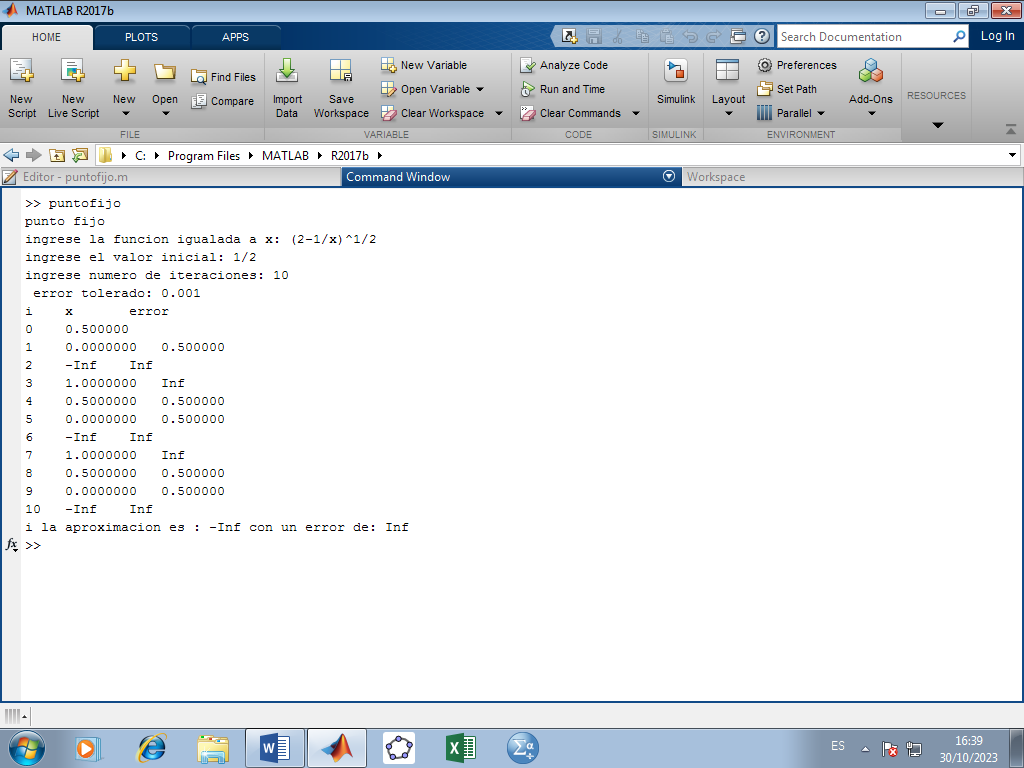 MATLAB R2017b
HOME PLOTS APPS Search Documentation Log In
New Script New Live Script New Open Find Files Compare Import Data Save Workspace New Variable Open Variable Clear Workspace Analyze Code Run and Time Clear Commands Simulink Layout Preferences Set Path Parallel Add-Ons RESOURCES
FILE VARIABLE CODE SIMULINK ENVIRONMENT
C: Program Files MATLAB R2017b
Editor - puntofijo.m Command Window Workspace
>> puntofijo
punto fijo
ingrese la funcion igualada a x: (2-1/x)^1/2
ingrese el valor inicial: 1/2
ingrese numero de iteraciones: 10
error tolerado: 0.001
i x error
0 0.500000
1 0.0000000 0.500000
2 -Inf Inf
3 1.0000000 Inf
4 0.5000000 0.500000
5 0.0000000 0.500000
6 -Inf Inf
7 1.0000000 Inf
8 0.5000000 0.500000
9 0.0000000 0.500000
10 -Inf Inf
i la aproximacion es : -Inf con un error de: Inf
fx >>
ES 16:39
30/10/2023